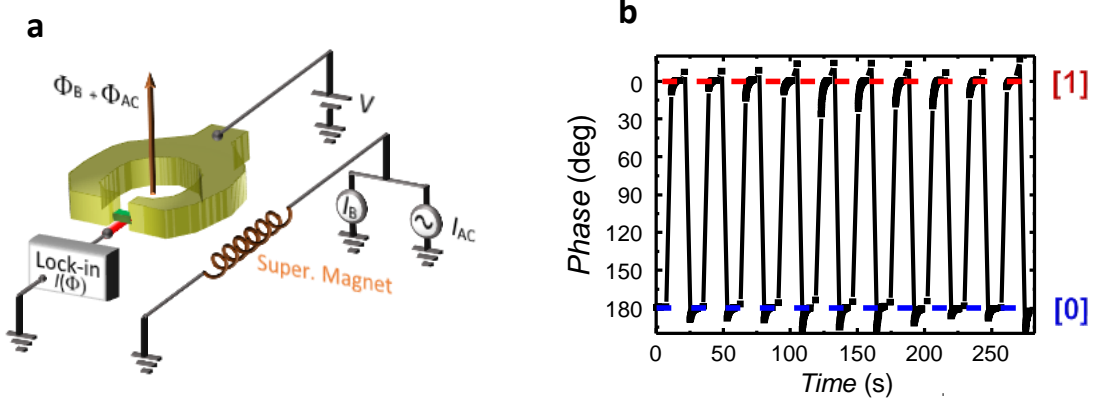 a
Φ_B + Φ_AC
V
I_B
I_AC
Super. Magnet
Lock-in
I(Φ)
b
Phase (deg)
0
30
60
90
120
150
180
0 50 100 150 200 250
Time (s)
[1]
[0]